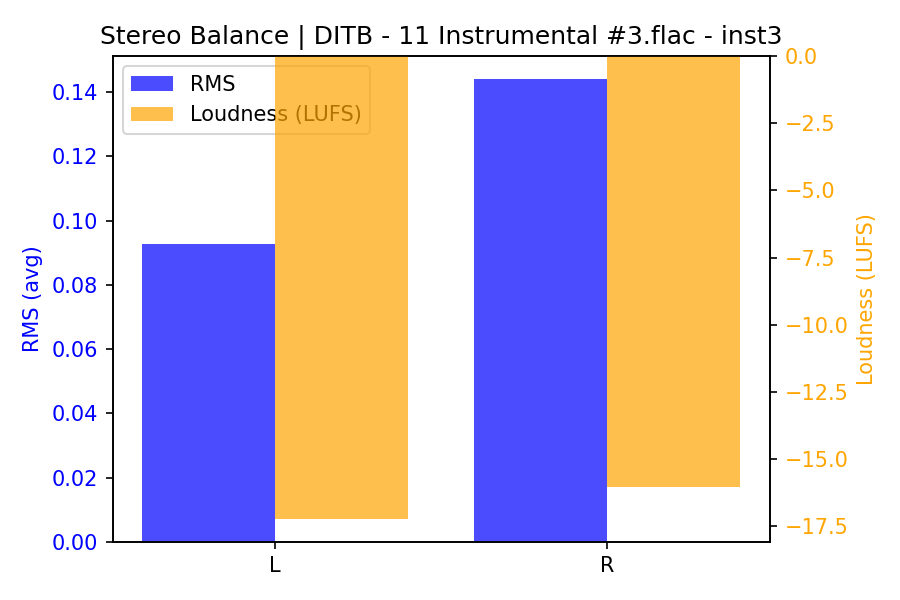 Stereo Balance | DITB - 11 Instrumental #3.flac - inst3
RMS
Loudness (LUFS)
RMS (avg)
0.14
0.12
0.10
0.08
0.06
0.04
0.02
0.00
0.0
−2.5
−5.0
−7.5
−10.0
−12.5
−15.0
−17.5
Loudness (LUFS)
L
R